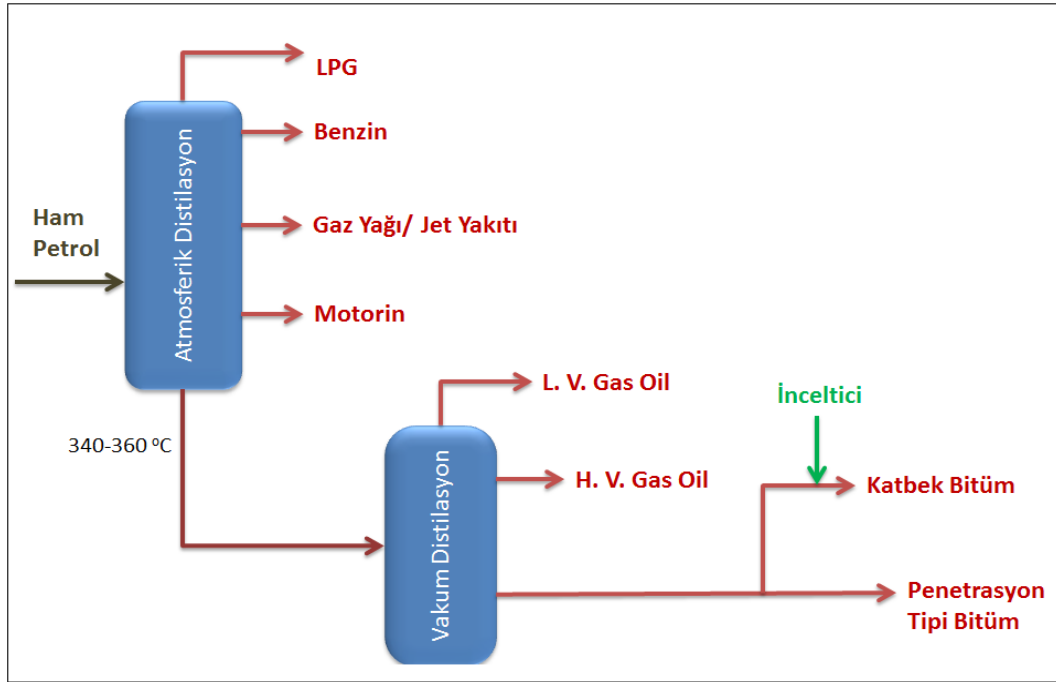 LPG
Benzin
Ham
Petrol
Atmosferik Distilasyon
Gaz Yağı/ Jet Yakıtı
Motorin
L. V. Gas Oil
İnceltici
340-360 ⁰C
H. V. Gas Oil
Katbek Bitüm
Vakum Distilasyon
Penetrasyon
Tipi Bitüm